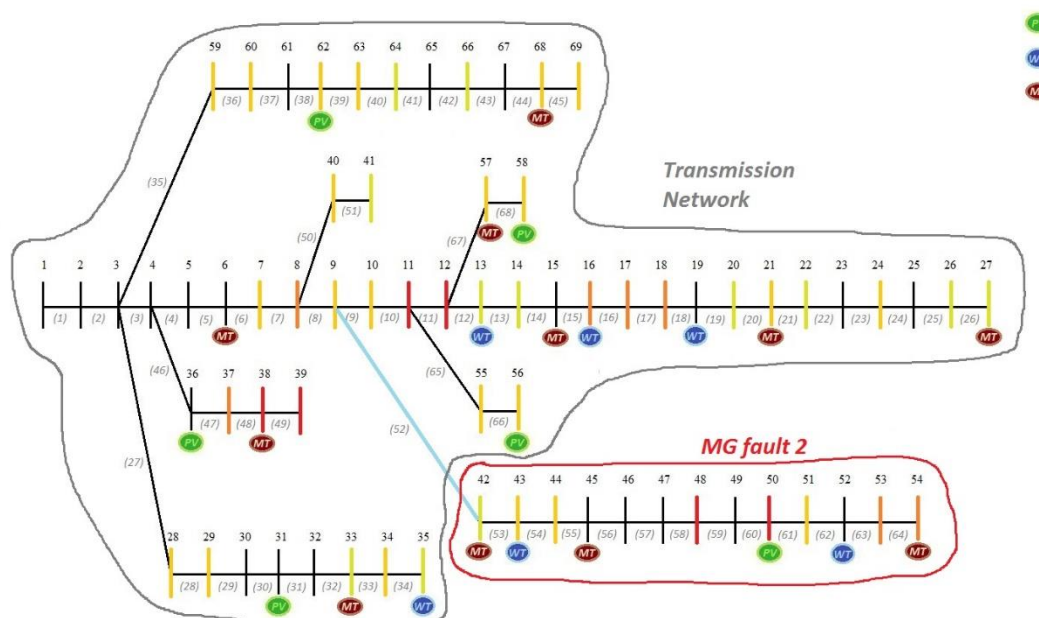 59 60 61 62 63 64 65 66 67 68 69
(36) (37) (38) (39) (40) (41) (42) (43) (44) (45)
PV MT
(35)
40 41
(51)
(50)
57 58
(68)
MT PV
(67)
Transmission
Network
1 2 3 4 5 6 7 8 9 10 11 12 13 14 15 16 17 18 19 20 21 22 23 24 25 26 27
(1) (2) (3) (4) (5) (6) (7) (8) (9) (10) (11) (12) (13) (14) (15) (16) (17) (18) (19) (20) (21) (22) (23) (24) (25) (26)
MT WT MT WT WT MT MT
(46)
36 37 38 39
(47) (48) (49)
PV MT
(65)
55 56
(66)
PV
(52)
(27)
MG fault 2
42 43 44 45 46 47 48 49 50 51 52 53 54
(53) (54) (55) (56) (57) (58) (59) (60) (61) (62) (63) (64)
MT WT MT PV WT MT
28 29 30 31 32 33 34 35
(28) (29) (30) (31) (32) (33) (34)
PV MT WT